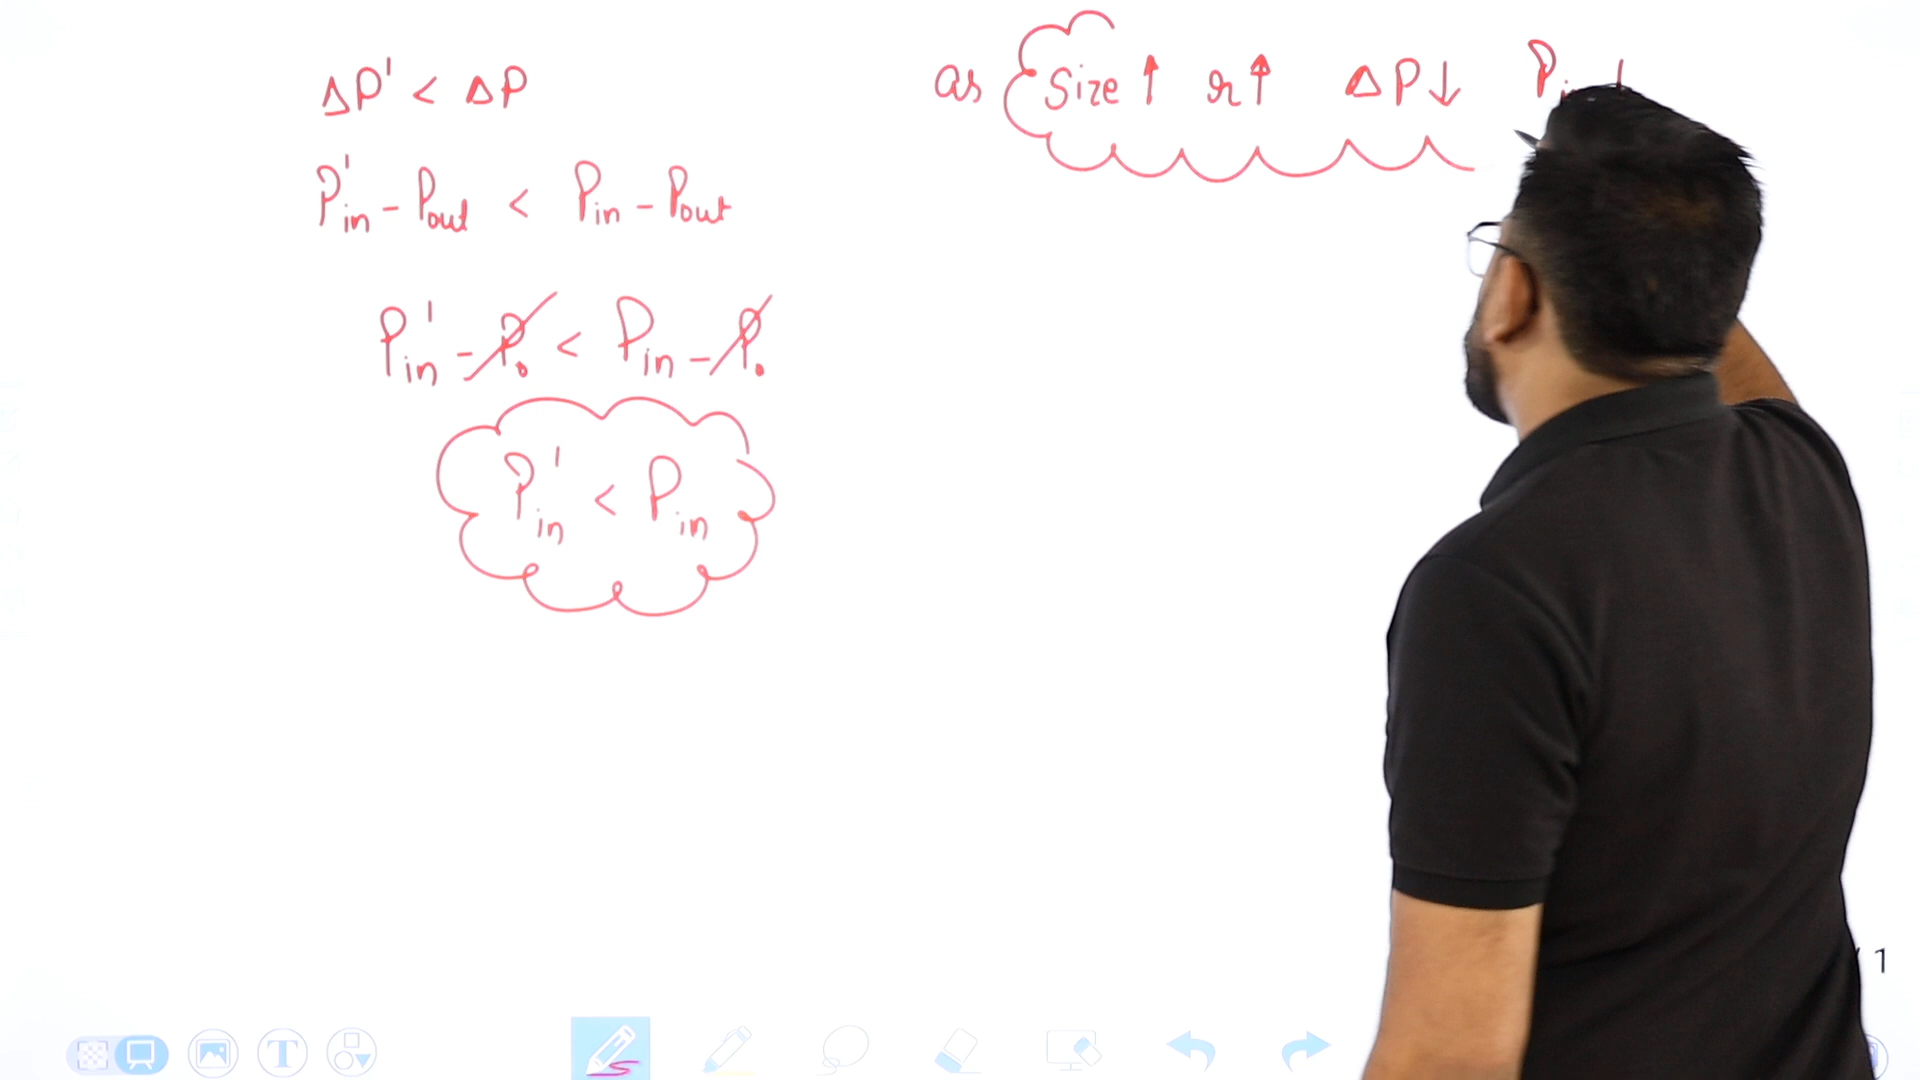 ΔP' < ΔP
P'in - Pout < Pin - Pout
P'in - P₀ < Pin - P₀
P'in < Pin
as Size ↑ r ↑ ΔP ↓
/ 1
T